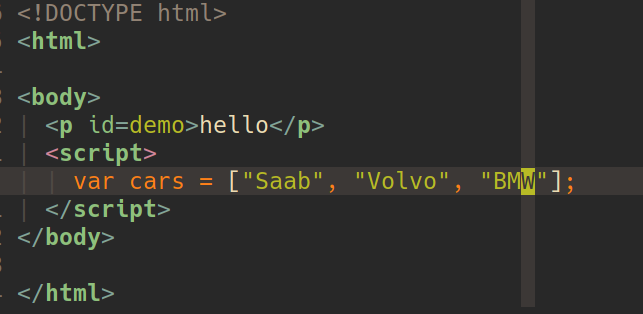 <!DOCTYPE html>
<html>
<body>
<p id=demo>hello</p>
<script>
var cars = ["Saab", "Volvo", "BMW"];
</script>
</body>
</html>